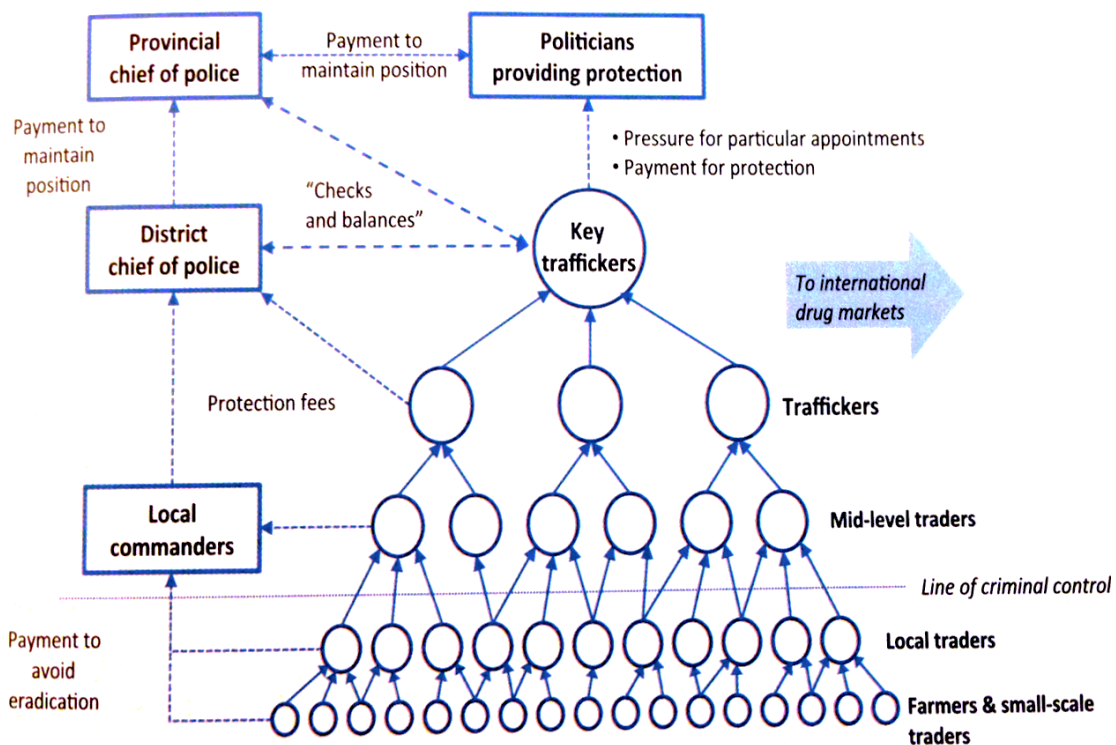 Provincial
chief of police
Payment to
maintain position
Politicians
providing protection
Payment to
maintain
position
• Pressure for particular appointments
• Payment for protection
"Checks
and balances"
District
chief of police
Key
traffickers
To international
drug markets
Protection fees
Traffickers
Local
commanders
Mid-level traders
Line of criminal control
Payment to
avoid
eradication
Local traders
Farmers & small-scale
traders